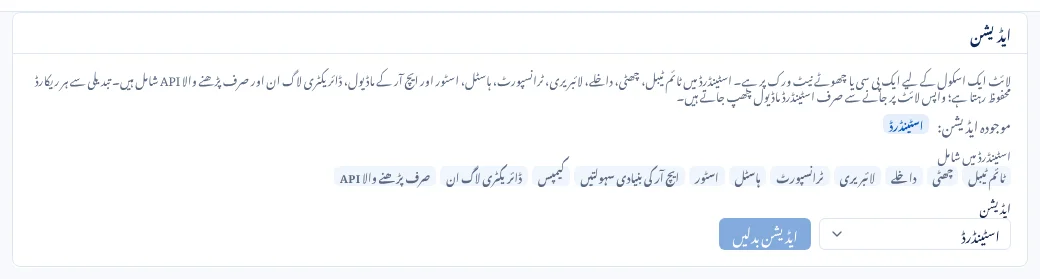 ایڈیشن
لائٹ ایک اسکول کے لیے ایک پی سی یا چھوٹے نیٹ ورک پر ہے۔ اسٹینڈرڈ میں ٹائم ٹیبل، چھٹی، داخلے، لائبریری، ٹرانسپورٹ، ہاسٹل، اسٹور اور ایچ آر کے ماڈیول، ڈائریکٹری لاگ ان اور صرف پڑھنے والا API شامل ہیں۔ تبدیلی سے ہر ریکارڈ
محفوظ رہتا ہے؛ واپس لائٹ پر جانے سے صرف اسٹینڈرڈ ماڈیول چھپ جاتے ہیں۔
موجودہ ایڈیشن: اسٹینڈرڈ
اسٹینڈرڈ میں شامل
ٹائم ٹیبل چھٹی داخلے لائبریری ٹرانسپورٹ ہاسٹل اسٹور ایچ آر کی بنیادی سہولتیں کیمپس ڈائریکٹری لاگ ان صرف پڑھنے والا API
ایڈیشن
اسٹینڈرڈ ایڈیشن بدلیں